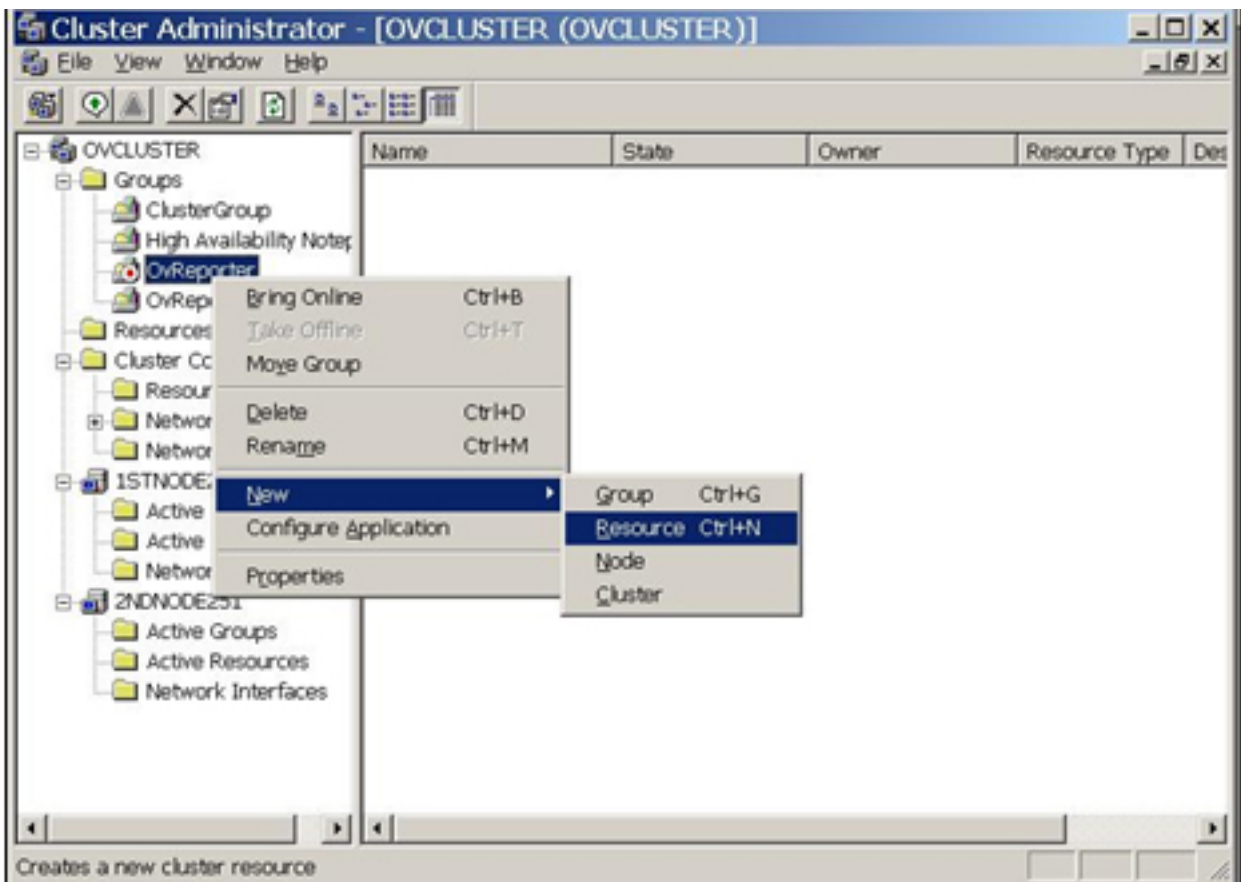 Cluster Administrator - [OVCLUSTER (OVCLUSTER)]
File View Window Help
Name State Owner Resource Type Des
OVCLUSTER
Groups
ClusterGroup
High Availability Notep
OvReporter
OvRep
Resources
Cluster Co
Resour
Networ
Networ
1STNODE2
Active
Active
Networ
2NDNODE251
Active Groups
Active Resources
Network Interfaces
Bring Online Ctrl+B
Take Offline Ctrl+T
Move Group
Delete Ctrl+D
Rename Ctrl+M
New
Configure Application
Properties
Group Ctrl+G
Resource Ctrl+N
Node
Cluster
Creates a new cluster resource